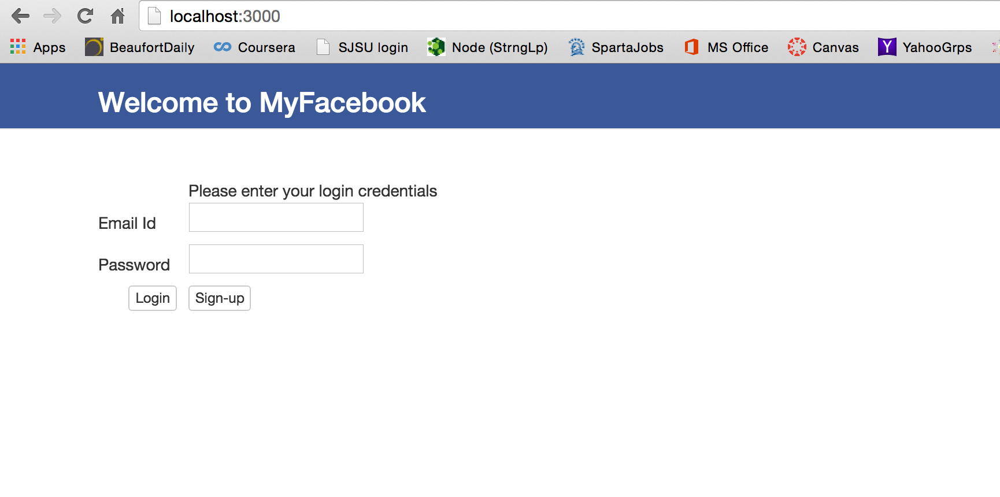 localhost:3000
Apps BeaufortDaily Coursera SJSU login Node (StrngLp) SpartaJobs MS Office Canvas Y YahooGrps
Welcome to MyFacebook
Please enter your login credentials
Email Id
Password
Login Sign-up